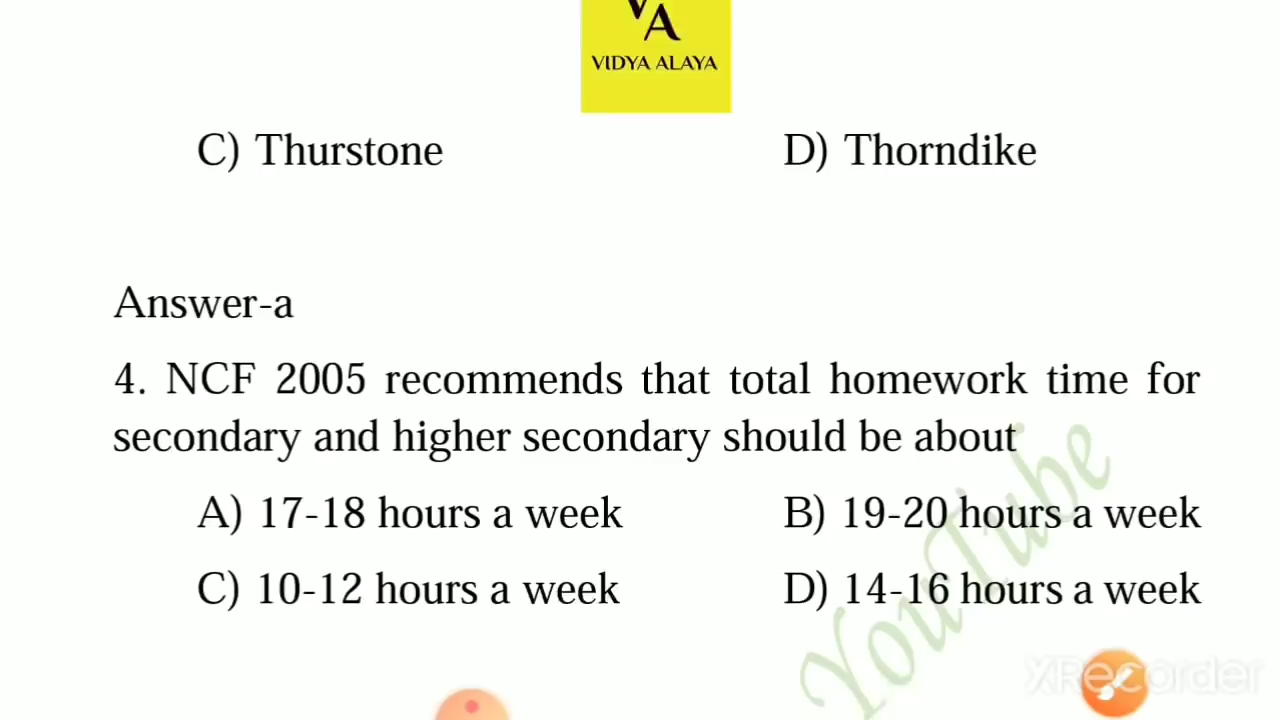 VA
VIDYA ALAYA
C) Thurstone D) Thorndike
Answer-a
4. NCF 2005 recommends that total homework time for
secondary and higher secondary should be about
A) 17-18 hours a week B) 19-20 hours a week
C) 10-12 hours a week D) 14-16 hours a week
YouTube
XRecorder